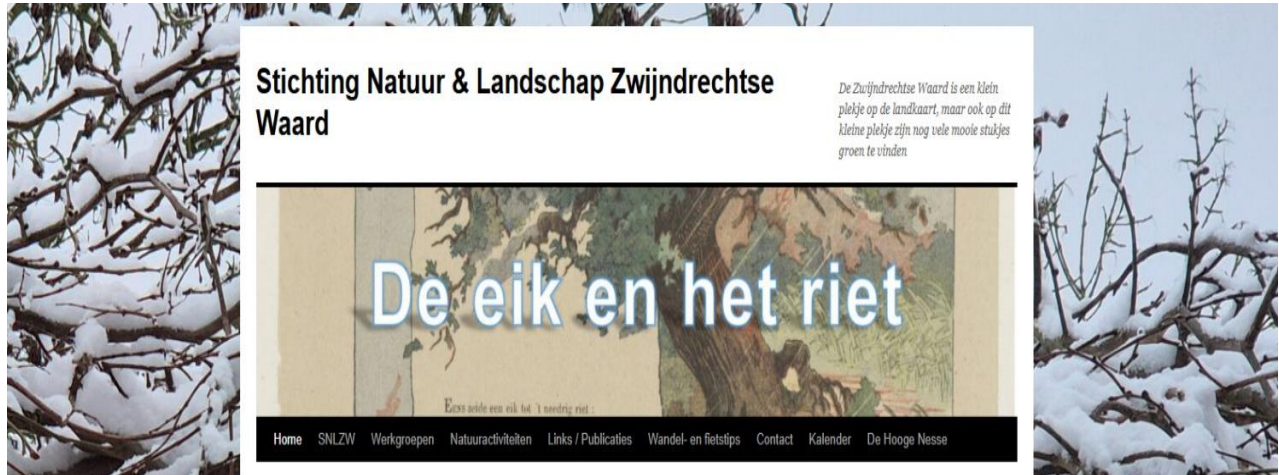 Stichting Natuur & Landschap Zwijndrechtse
Waard
De Zwijndrechtse Waard is een klein
plekje op de landkaart, maar ook op dit
kleine plekje zijn nog vele mooie stukjes
groen te vinden
De eik en het riet
EENS zeide een eik tot 't needrig riet :
Home SNLZW Werkgroepen Natuuractiviteiten Links / Publicaties Wandel- en fietstips Contact Kalender De Hooge Nesse